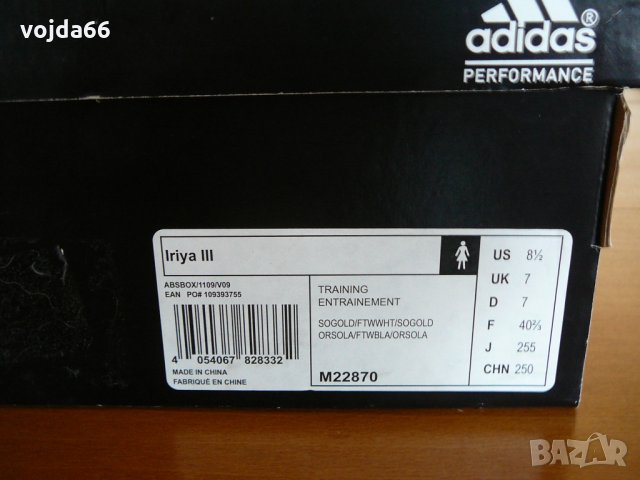 vojda66
adidas®
PERFORMANCE
Iriya III
ABSBOX/1109/V09
EAN PO# 109393755
4 054067 828332
MADE IN CHINA
FABRIQUÉ EN CHINE
TRAINING
ENTRAINEMENT
SOGOLD/FTWWHT/SOGOLD
ORSOLA/FTWBLA/ORSOLA
M22870
US 8½
UK 7
D 7
F 40⅔
J 255
CHN 250
BAZAR